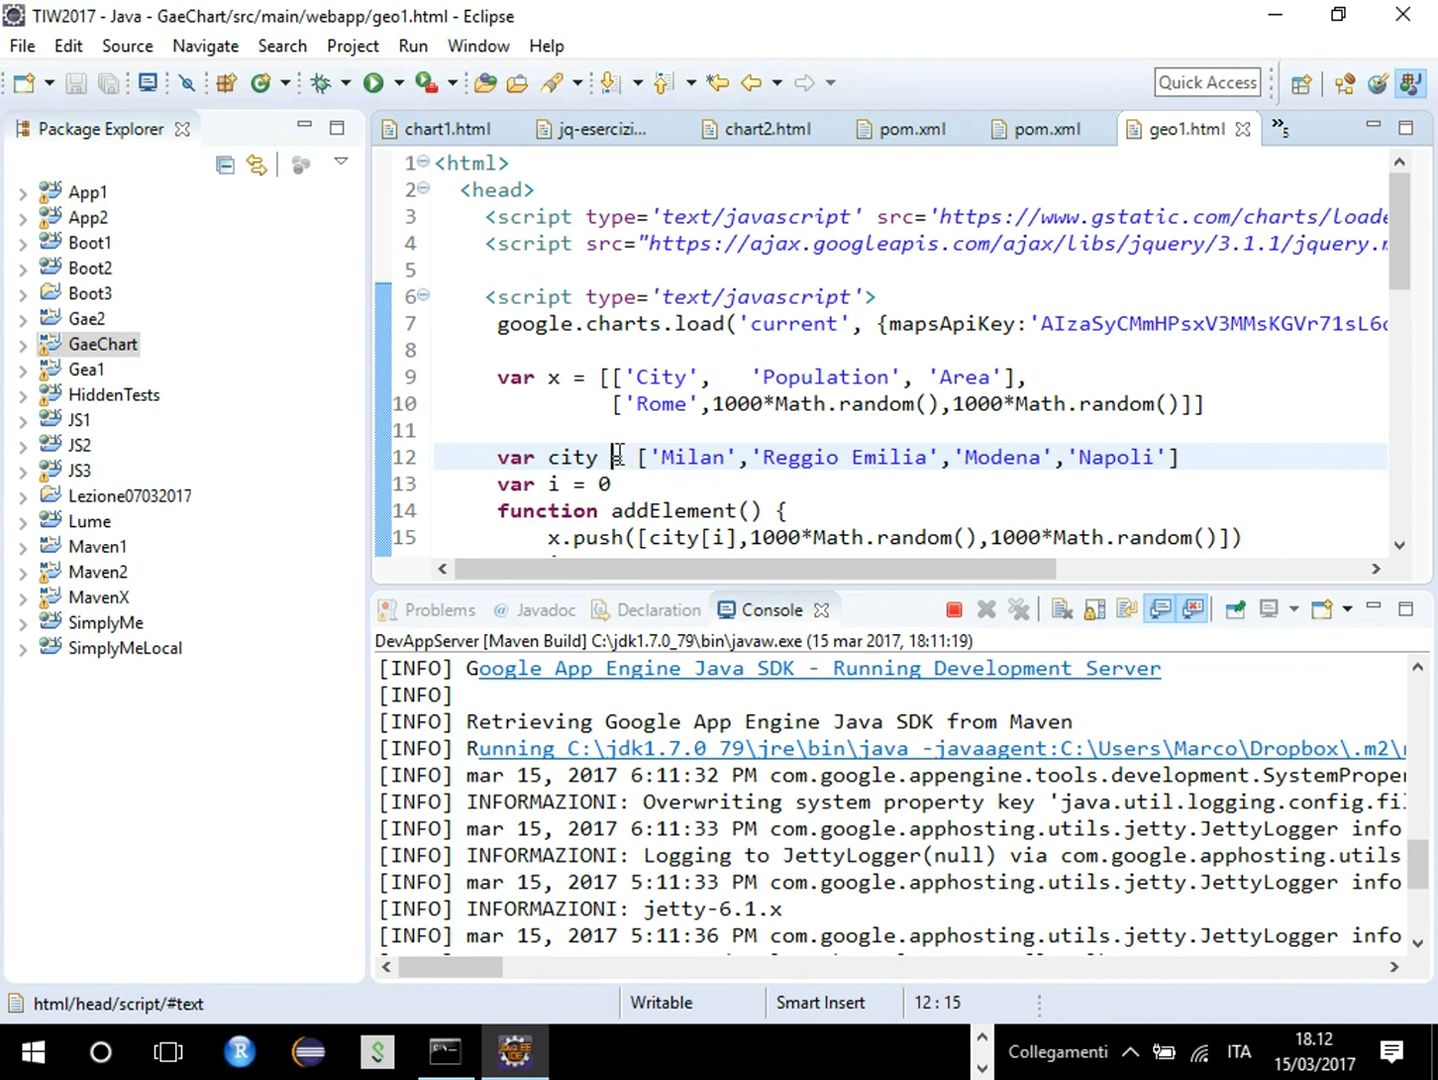 TIW2017 - Java - GaeChart/src/main/webapp/geo1.html - Eclipse
File Edit Source Navigate Search Project Run Window Help
Quick Access
Package Explorer
chart1.html jq-esercizi... chart2.html pom.xml pom.xml geo1.html »5
App1
App2
Boot1
Boot2
Boot3
Gae2
GaeChart
Gea1
HiddenTests
JS1
JS2
JS3
Lezione07032017
Lume
Maven1
Maven2
MavenX
SimplyMe
SimplyMeLocal
1 <html>
2 <head>
3 <script type='text/javascript' src='https://www.gstatic.com/charts/loade
4 <script src="https://ajax.googleapis.com/ajax/libs/jquery/3.1.1/jquery.m
5
6 <script type='text/javascript'>
7 google.charts.load('current', {mapsApiKey:'AIzaSyCMmHPsxV3MMsKGVr71sL6
8
9 var x = [['City', 'Population', 'Area'],
10 ['Rome',1000*Math.random(),1000*Math.random()]]
11
12 var city = ['Milan','Reggio Emilia','Modena','Napoli']
13 var i = 0
14 function addElement() {
15 x.push([city[i],1000*Math.random(),1000*Math.random()])
Problems @ Javadoc Declaration Console
DevAppServer [Maven Build] C:\jdk1.7.0_79\bin\javaw.exe (15 mar 2017, 18:11:19)
[INFO] Google App Engine Java SDK - Running Development Server
[INFO]
[INFO] Retrieving Google App Engine Java SDK from Maven
[INFO] Running C:\jdk1.7.0_79\jre\bin\java -javaagent:C:\Users\Marco\Dropbox\.m2\
[INFO] mar 15, 2017 6:11:32 PM com.google.appengine.tools.development.SystemProper
[INFO] INFORMAZIONI: Overwriting system property key 'java.util.logging.config.fi
[INFO] mar 15, 2017 6:11:33 PM com.google.apphosting.utils.jetty.JettyLogger info
[INFO] INFORMAZIONI: Logging to JettyLogger(null) via com.google.apphosting.utils
[INFO] mar 15, 2017 5:11:33 PM com.google.apphosting.utils.jetty.JettyLogger info
[INFO] INFORMAZIONI: jetty-6.1.x
[INFO] mar 15, 2017 5:11:36 PM com.google.apphosting.utils.jetty.JettyLogger info
html/head/script/#text Writable Smart Insert 12 : 15
Collegamenti ITA 18.12
15/03/2017